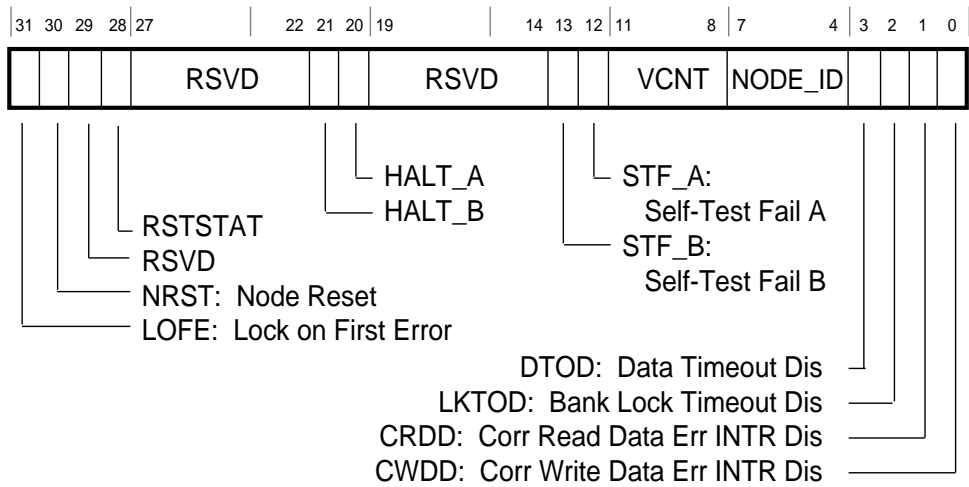 31 30 29 28 27 22 21 20 19 14 13 12 11 8 7 4 3 2 1 0
RSVD RSVD VCNT NODE_ID
HALT_A STF_A:
HALT_B Self-Test Fail A
RSTSTAT STF_B:
RSVD Self-Test Fail B
NRST: Node Reset
LOFE: Lock on First Error
DTOD: Data Timeout Dis
LKTOD: Bank Lock Timeout Dis
CRDD: Corr Read Data Err INTR Dis
CWDD: Corr Write Data Err INTR Dis